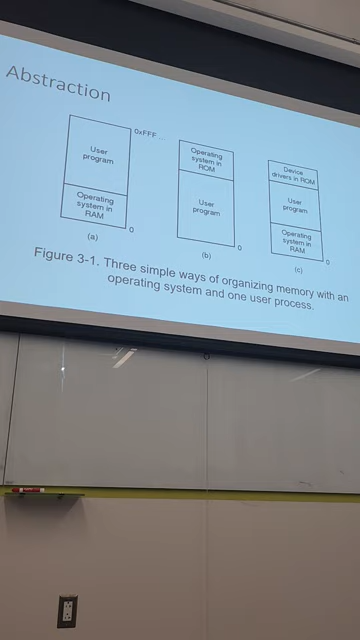 Abstraction
0xFFF ...
User
program
Operating
system in
RAM
0
(a)
Operating
system in
ROM
User
program
0
(b)
Device
drivers in ROM
User
program
Operating
system in
RAM
0
(c)
Figure 3-1. Three simple ways of organizing memory with an
operating system and one user process.